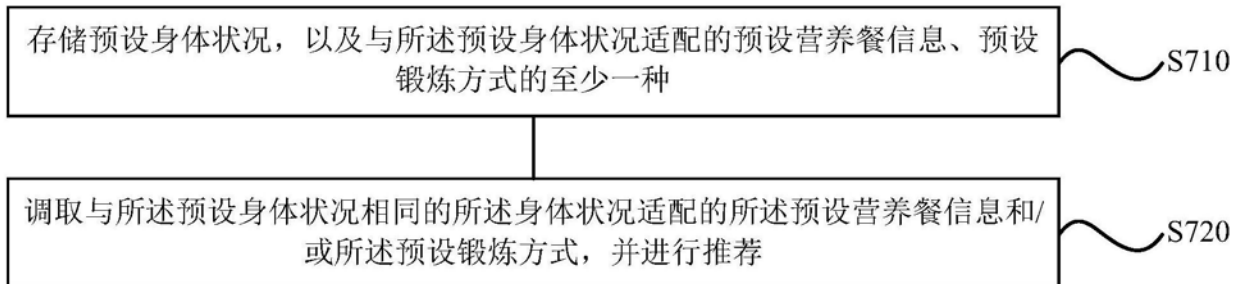 存储预设身体状况，以及与所述预设身体状况适配的预设营养餐信息、预设
锻炼方式的至少一种
S710
调取与所述预设身体状况相同的所述身体状况适配的所述预设营养餐信息和/
或所述预设锻炼方式，并进行推荐
S720